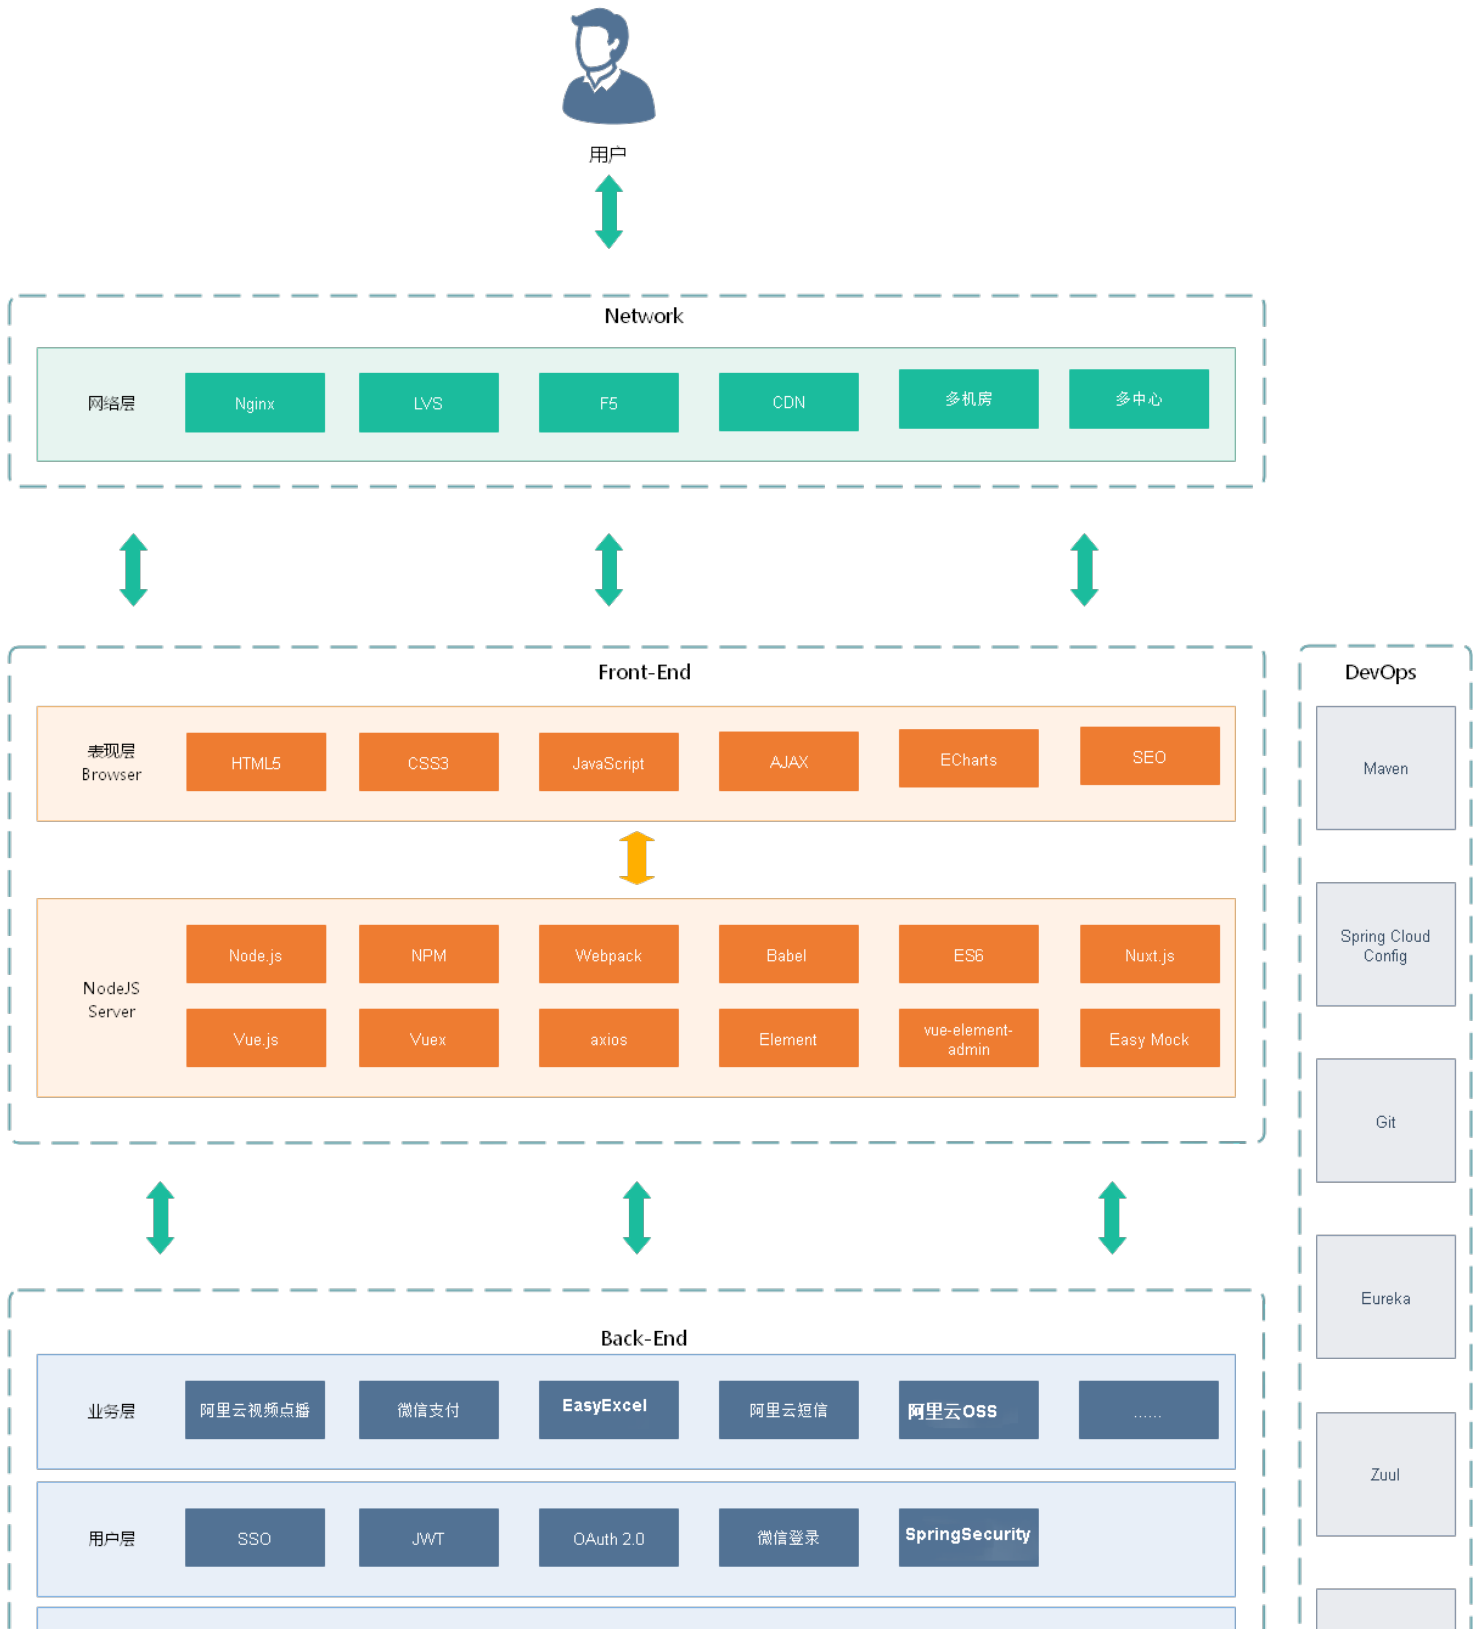 用户
Network
网络层
Nginx
LVS
F5
CDN
多机房
多中心
Front-End
表现层
Browser
HTML5
CSS3
JavaScript
AJAX
ECharts
SEO
NodeJS
Server
Node.js
NPM
Webpack
Babel
ES6
Nuxt.js
Vue.js
Vuex
axios
Element
vue-element-
admin
Easy Mock
Back-End
业务层
阿里云视频点播
微信支付
EasyExcel
阿里云短信
阿里云OSS
......
用户层
SSO
JWT
OAuth 2.0
微信登录
SpringSecurity
DevOps
Maven
Spring Cloud
Config
Git
Eureka
Zuul